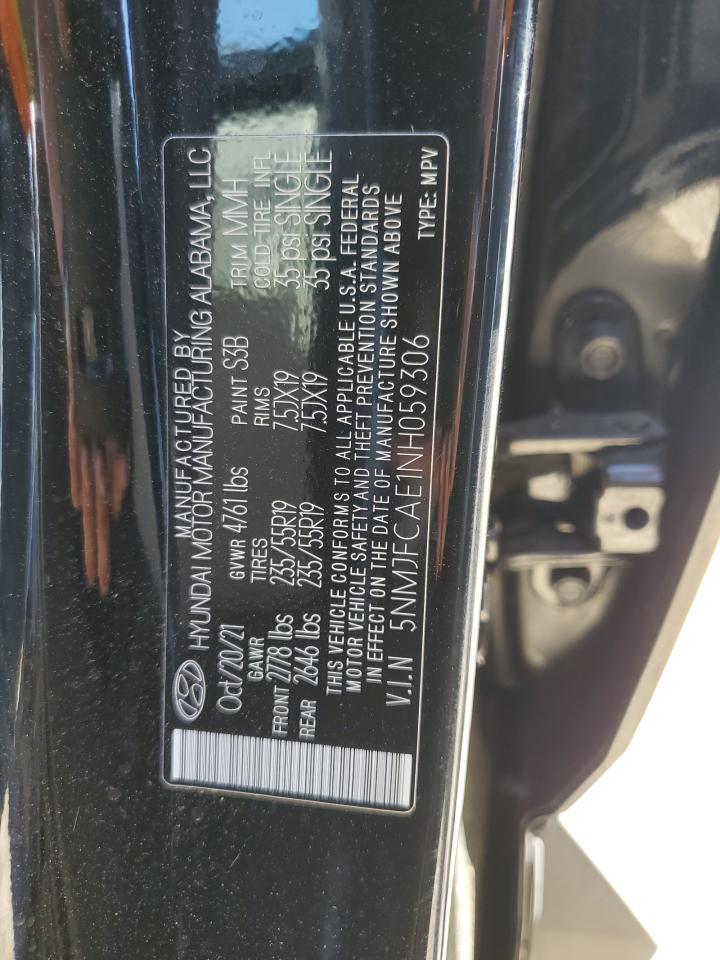 MANUFACTURED BY
HYUNDAI MOTOR MANUFACTURING ALABAMA, LLC
Oct/20/21 GVWR 4761 lbs PAINT S3B TRIM MMH
GAWR TIRES RIMS COLD-TIRE INFL
FRONT 2778 lbs 235/55R19 7.5JX19 35 psi SINGLE
REAR 2646 lbs 235/55R19 7.5JX19 35 psi SINGLE
THIS VEHICLE CONFORMS TO ALL APPLICABLE U.S.A. FEDERAL
MOTOR VEHICLE SAFETY AND THEFT PREVENTION STANDARDS
IN EFFECT ON THE DATE OF MANUFACTURE SHOWN ABOVE
V.I.N 5NMJFCAE1NH059306 TYPE: MPV